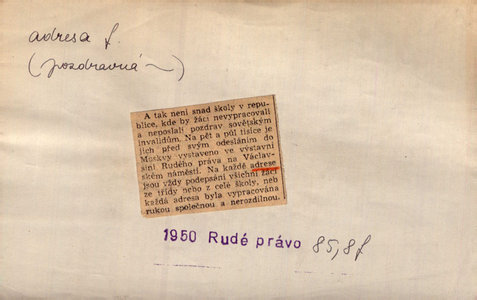 adresa f.
(pozdravná ~)
A tak není snad školy v repu-
blice, kde by žáci nevypracovali
a neposlali pozdrav sovětským
invalidům. Na pět a půl tisíce je
jich před svým odesláním do
Moskvy vystaveno ve výstavní
síni Rudého práva na Václav-
ském náměstí. Na každé adrese
jsou vždy podepsáni všichni žáci
ze třídy nebo z celé školy, neb
každá adresa byla vypracována
rukou společnou a nerozdílnou.
1950 Rudé právo 85,8f